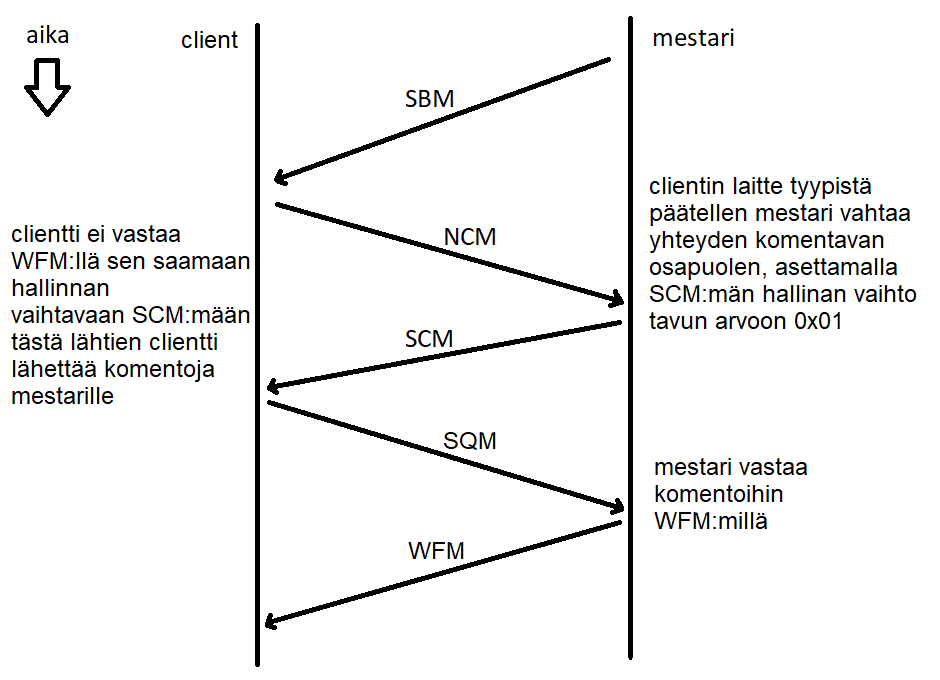 aika
client
mestari
SBM
clientin laitte tyypistä
päätellen mestari vahtaa
yhteyden komentavan
osapuolen, asettamalla
SCM:män hallinan vaihto
tavun arvoon 0x01
NCM
clientti ei vastaa
WFM:llä sen saamaan
hallinnan
vaihtavaan SCM:mään
tästä lähtien clientti
lähettää komentoja
mestarille
SCM
SQM
mestari vastaa
komentoihin
WFM:millä
WFM